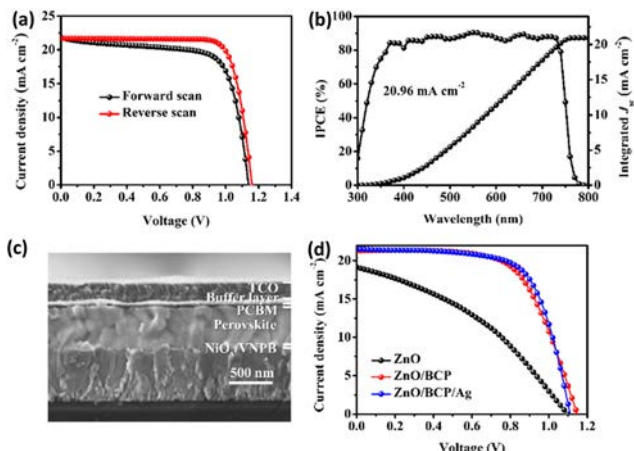 (a)
25
20
15
10
5
0
Current density (mA cm⁻²)
Forward scan
Reverse scan
0.0 0.2 0.4 0.6 0.8 1.0 1.2 1.4
Voltage (V)
(b)
100
80
60
40
20
0
IPCE (%)
20.96 mA cm⁻²
25
20
15
10
5
0
Integrated Jsc (mA cm⁻²)
300 400 500 600 700 800
Wavelength (nm)
(c)
TCO
Buffer layer
PCBM
Perovskite
NiOx/VNPB
500 nm
(d)
20
15
10
5
0
Current density (mA cm⁻²)
ZnO
ZnO/BCP
ZnO/BCP/Ag
0.0 0.2 0.4 0.6 0.8 1.0 1.2
Voltage (V)